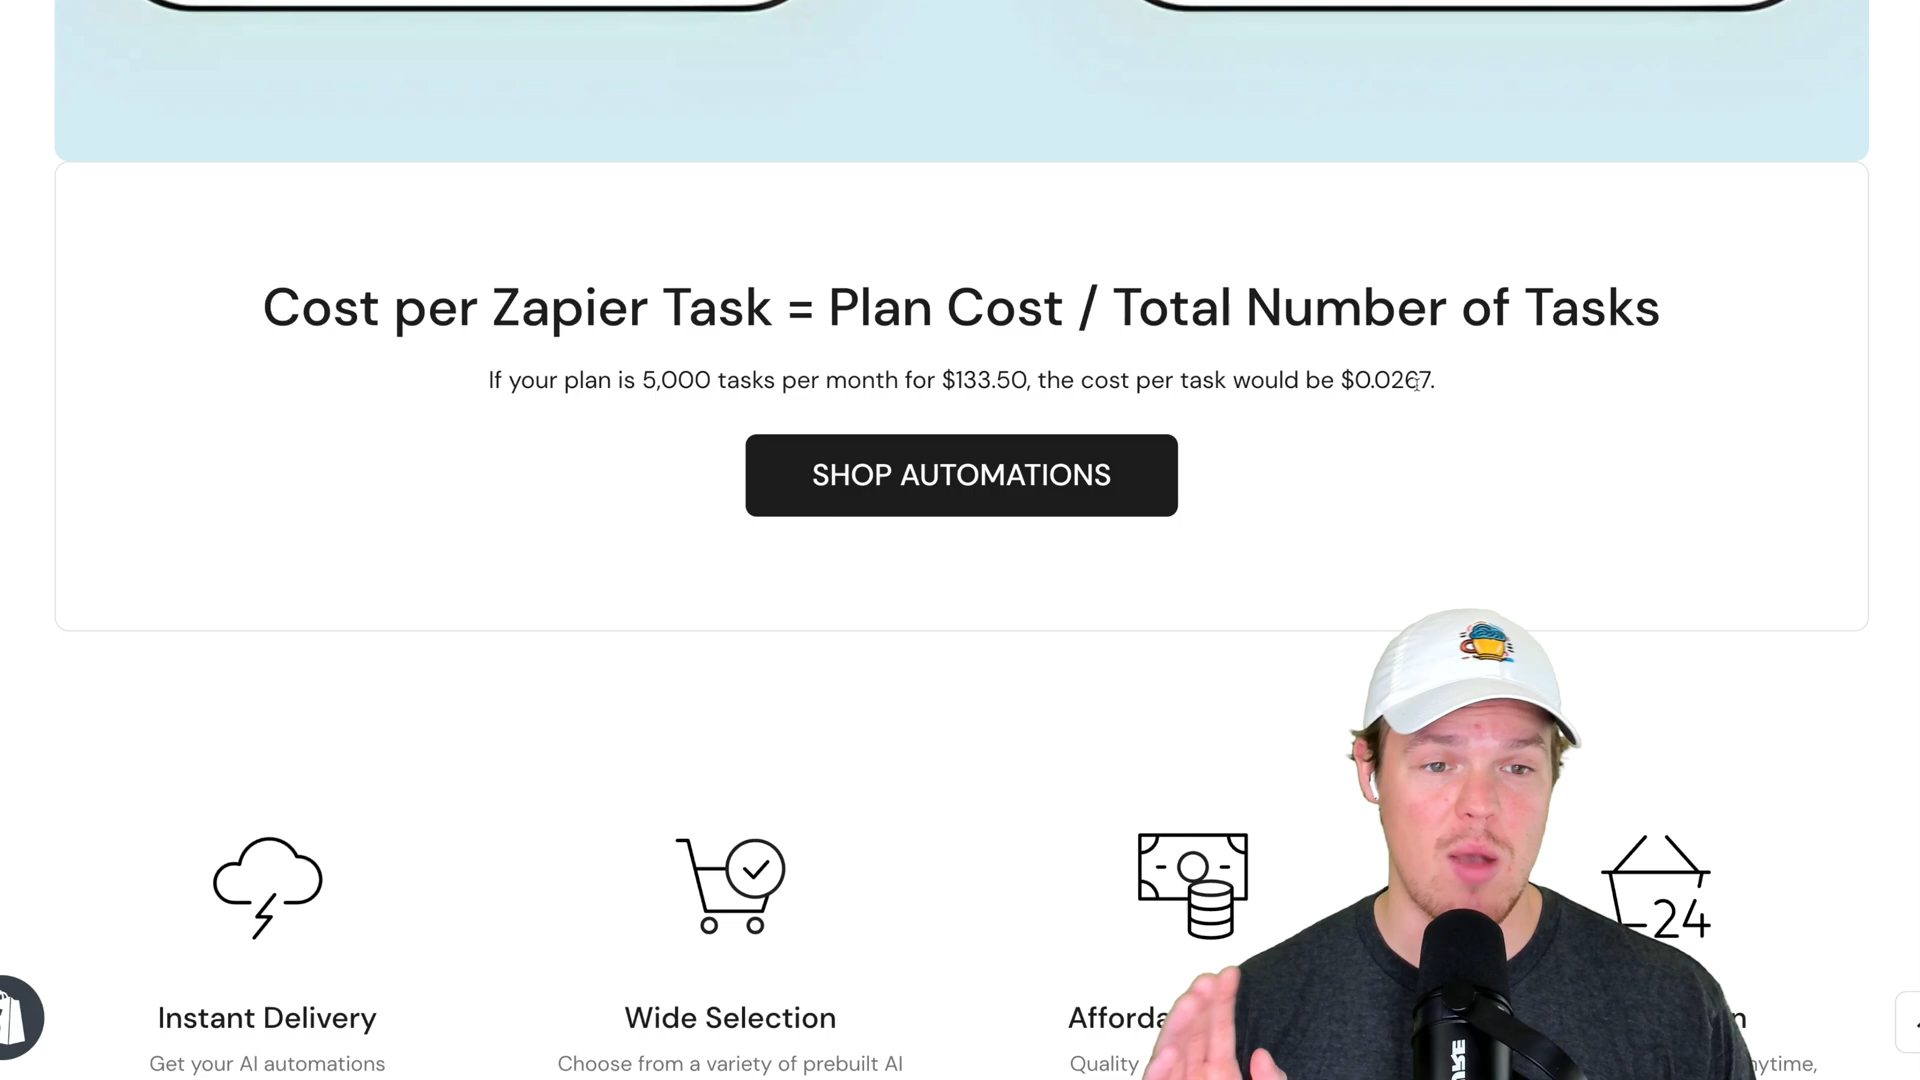 Cost per Zapier Task = Plan Cost / Total Number of Tasks
If your plan is 5,000 tasks per month for $133.50, the cost per task would be $0.0267.
SHOP AUTOMATIONS
24
Instant Delivery
Wide Selection
Get your AI automations
Choose from a variety of prebuilt AI
Quality